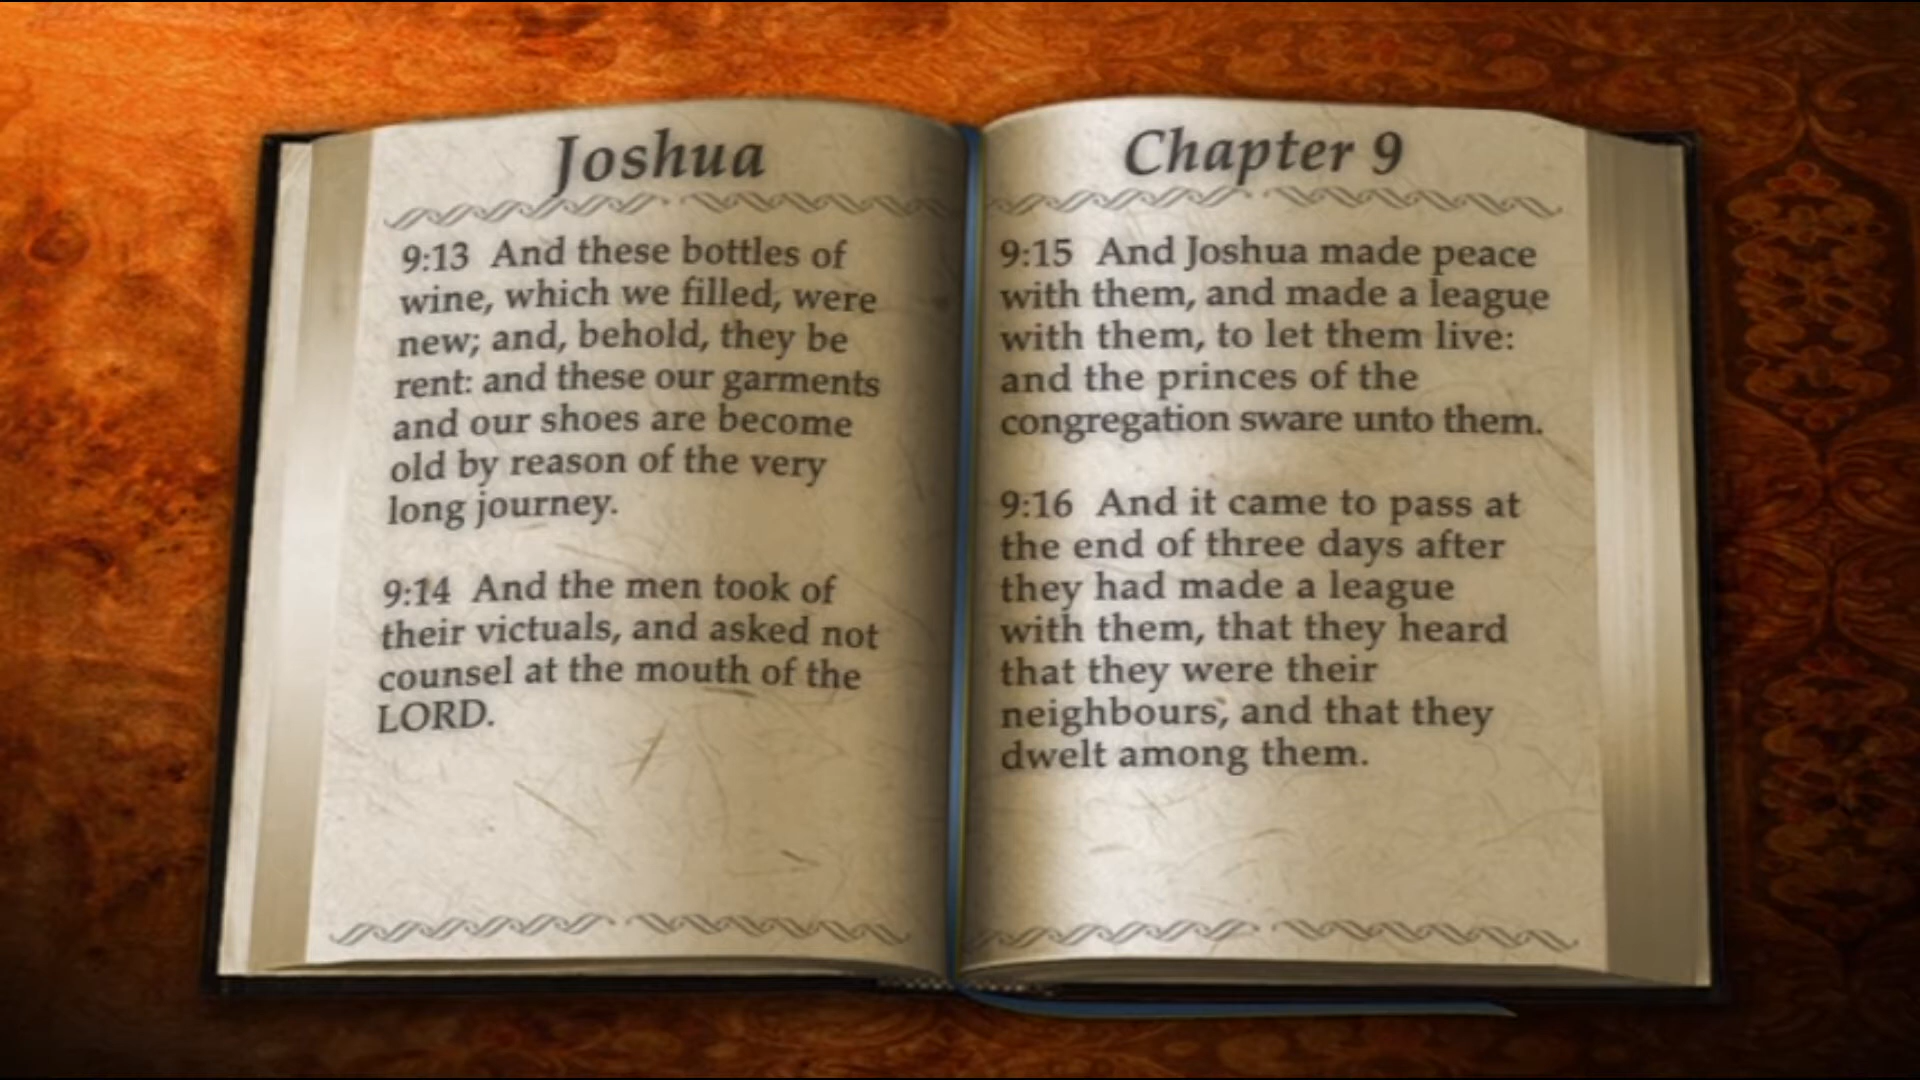 Joshua
9:13 And these bottles of
wine, which we filled, were
new; and, behold, they be
rent: and these our garments
and our shoes are become
old by reason of the very
long journey.
9:14 And the men took of
their victuals, and asked not
counsel at the mouth of the
LORD.
Chapter 9
9:15 And Joshua made peace
with them, and made a league
with them, to let them live:
and the princes of the
congregation sware unto them.
9:16 And it came to pass at
the end of three days after
they had made a league
with them, that they heard
that they were their
neighbours, and that they
dwelt among them.